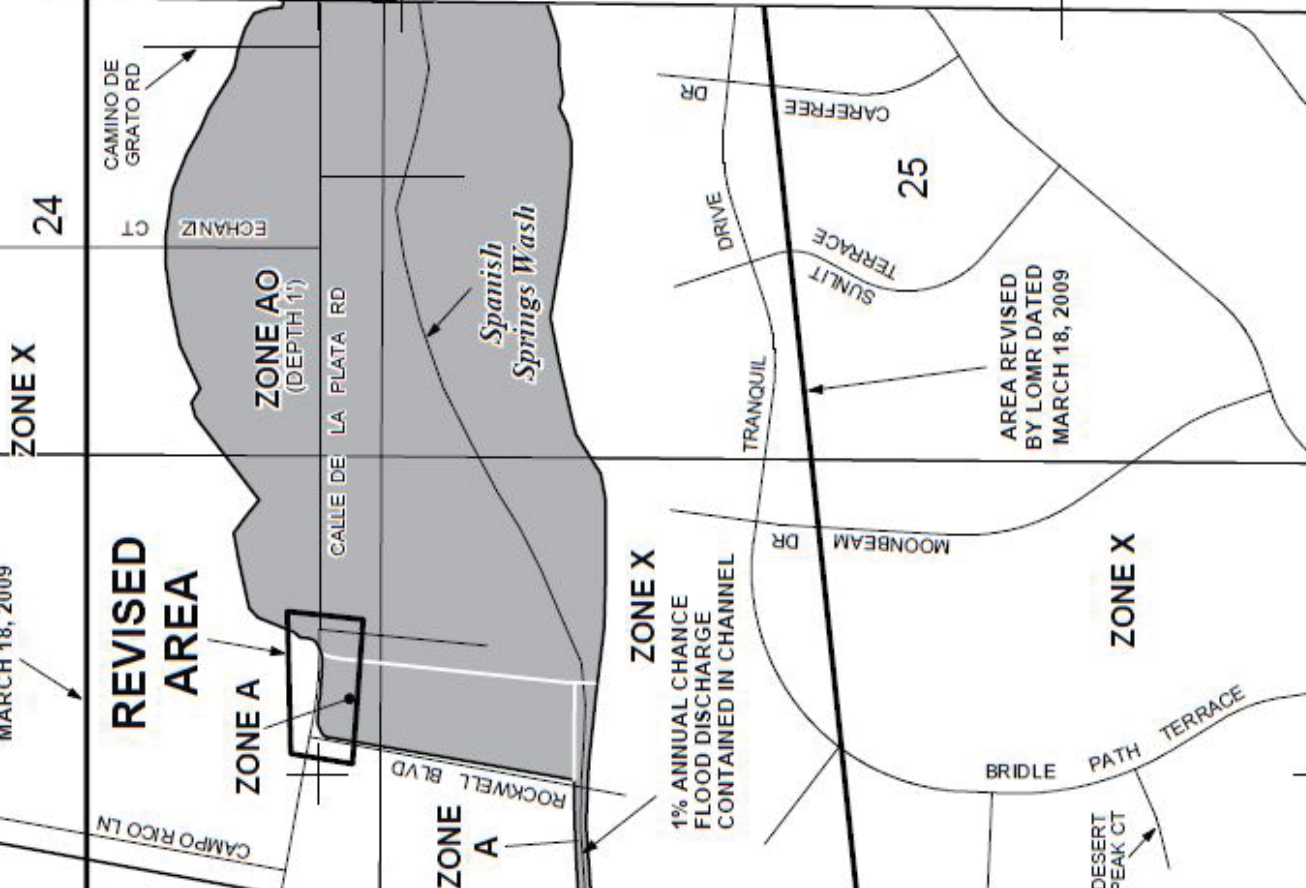 24
ZONE X
MARCH 18, 2009
REVISED
AREA
CAMINO DE
GRATO RD
ECHANIZ CT
ZONE AO
(DEPTH 1')
CALLE DE LA PLATA RD
Spanish
Springs Wash
ZONE A
CAMPO RICO LN
ROCKWELL BLVD
ZONE
A
ZONE X
1% ANNUAL CHANCE
FLOOD DISCHARGE
CONTAINED IN CHANNEL
TRANQUIL DRIVE
CAREFREE DR
25
SUNLIT
TERRACE
AREA REVISED
BY LOMR DATED
MARCH 18, 2009
MOONBEAM DR
ZONE X
BRIDLE PATH TERRACE
DESERT
PEAK CT